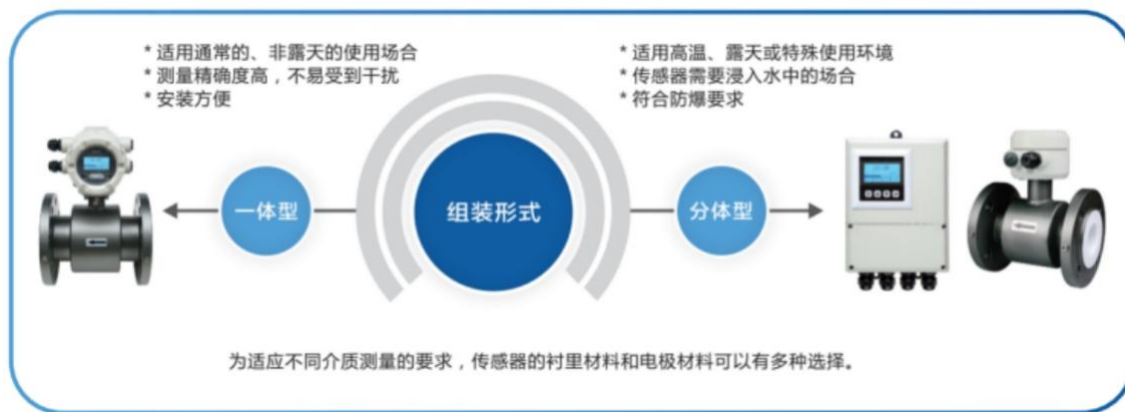 * 适用通常的、非露天的使用场合
* 测量精确度高，不易受到干扰
* 安装方便
* 适用高温、露天或特殊使用环境
* 传感器需要浸入水中的场合
* 符合防爆要求
一体型
组装形式
分体型
为适应不同介质测量的要求，传感器的衬里材料和电极材料可以有多种选择。